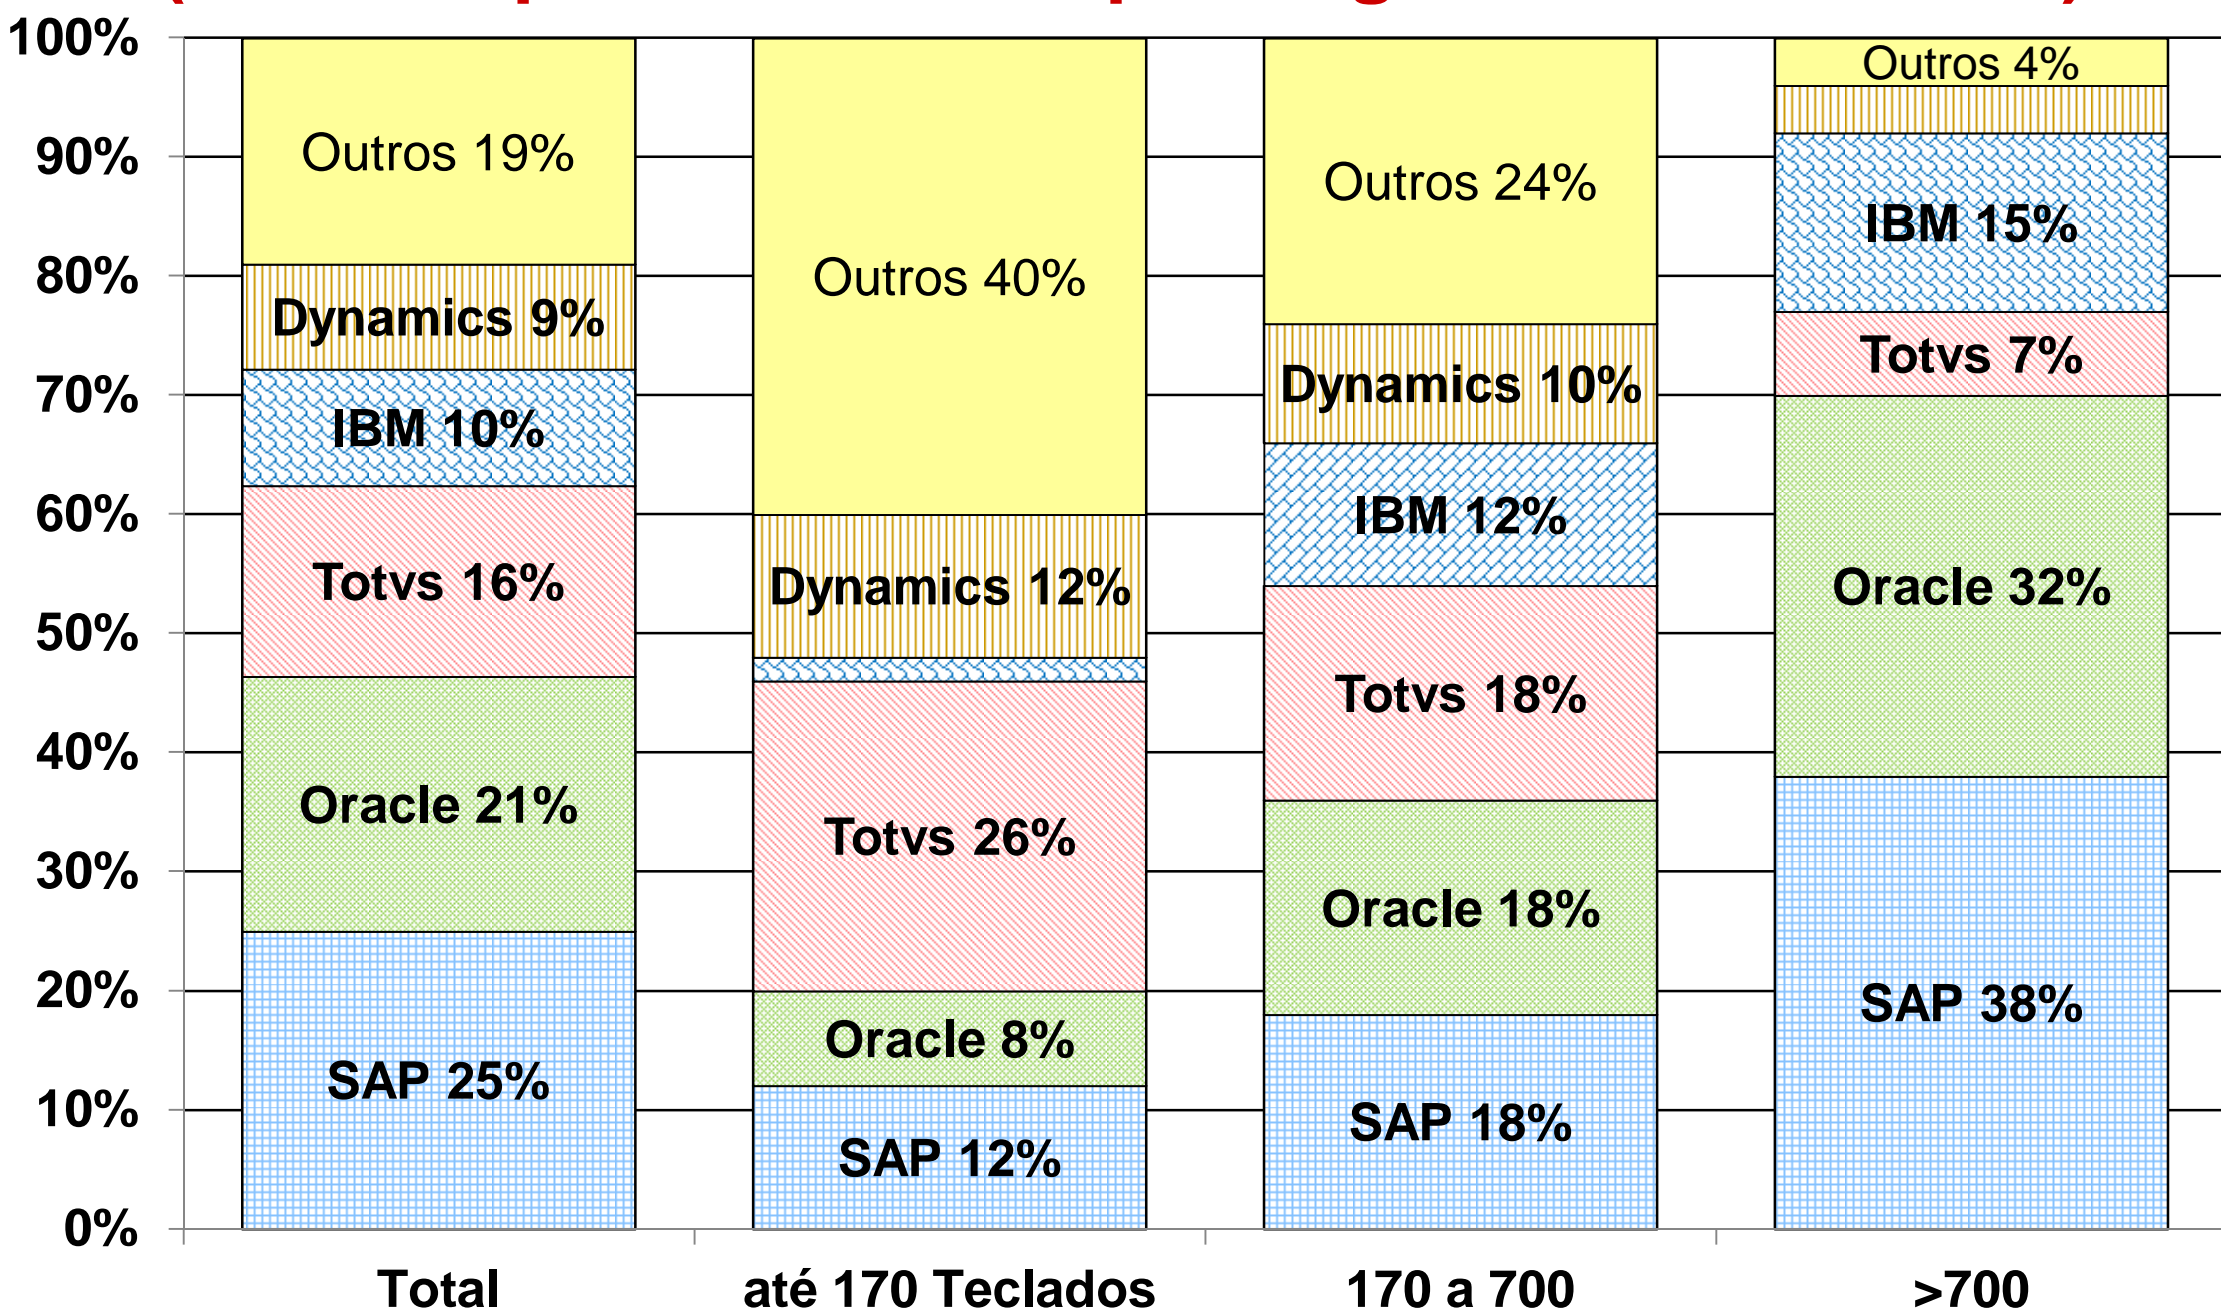 100%
90%
80%
70%
60%
50%
40%
30%
20%
10%
0%
Outros 19%
Dynamics 9%
IBM 10%
Totvs 16%
Oracle 21%
SAP 25%
Total
Outros 40%
Dynamics 12%
Totvs 26%
Oracle 8%
SAP 12%
até 170 Teclados
Outros 24%
Dynamics 10%
IBM 12%
Totvs 18%
Oracle 18%
SAP 18%
170 a 700
Outros 4%
IBM 15%
Totvs 7%
Oracle 32%
SAP 38%
>700